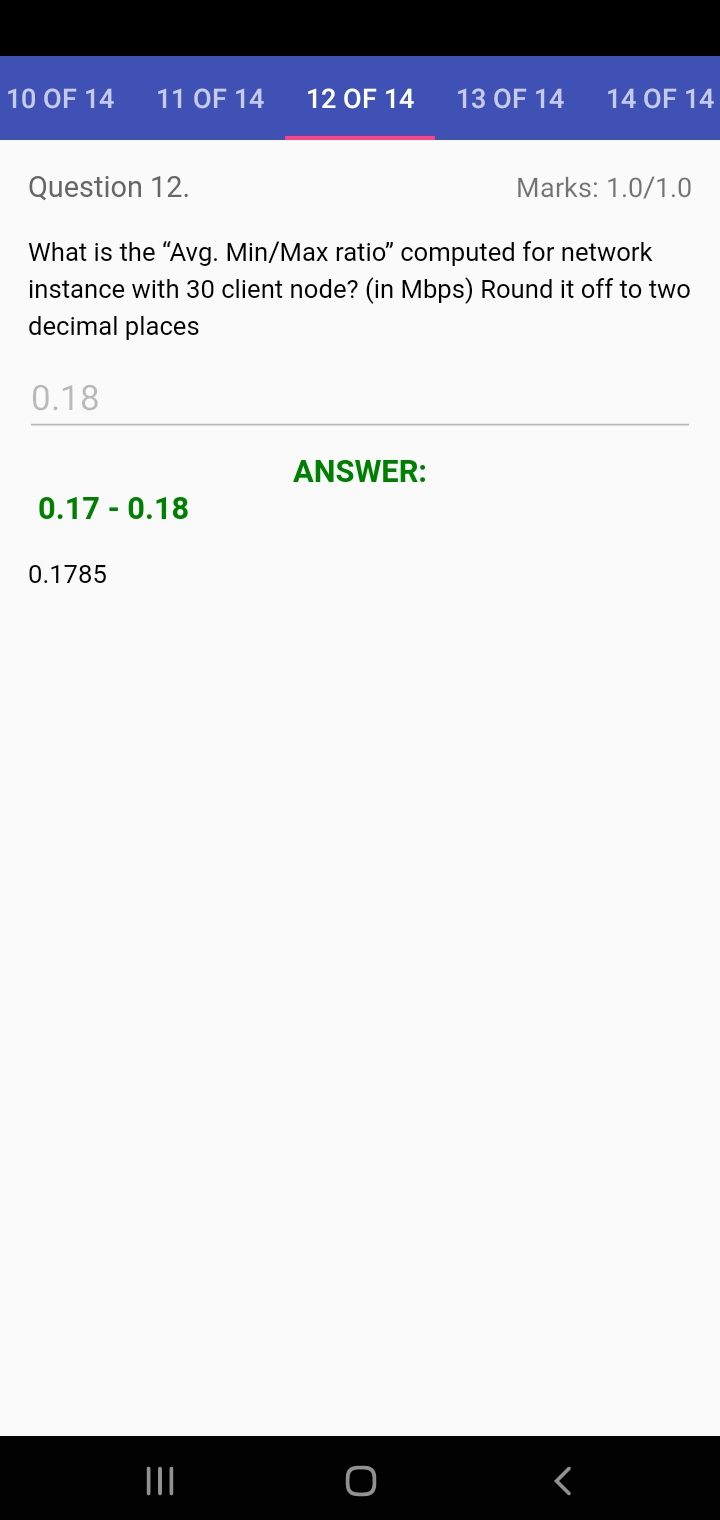 10 OF 14 11 OF 14 12 OF 14 13 OF 14 14 OF 14
Question 12. Marks: 1.0/1.0
What is the “Avg. Min/Max ratio” computed for network
instance with 30 client node? (in Mbps) Round it off to two
decimal places
0.18
ANSWER:
0.17 - 0.18
0.1785